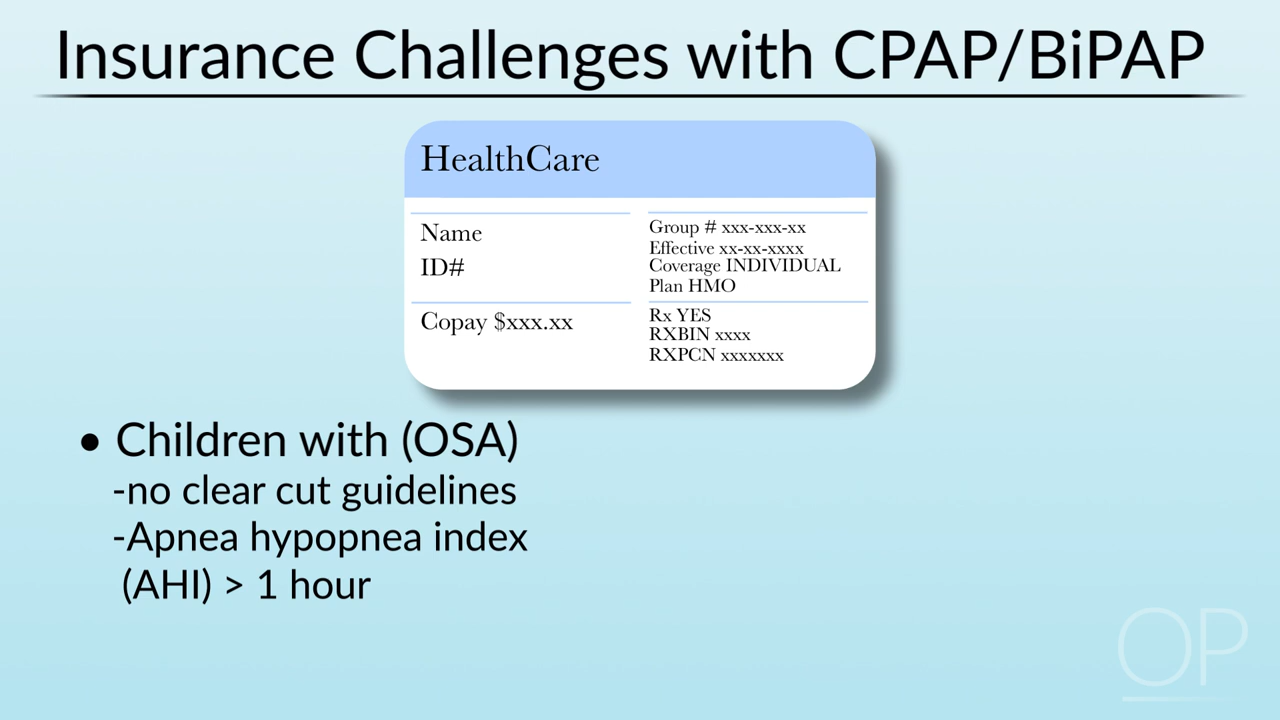 Insurance Challenges with CPAP/BiPAP
HealthCare
Name
ID#
Copay $xxx.xx
Group # xxx-xxx-xx
Effective xx-xx-xxxx
Coverage INDIVIDUAL
Plan HMO
Rx YES
RXBIN xxxx
RXPCN xxxxxxx
• Children with (OSA)
-no clear cut guidelines
-Apnea hypopnea index
(AHI) > 1 hour
OP